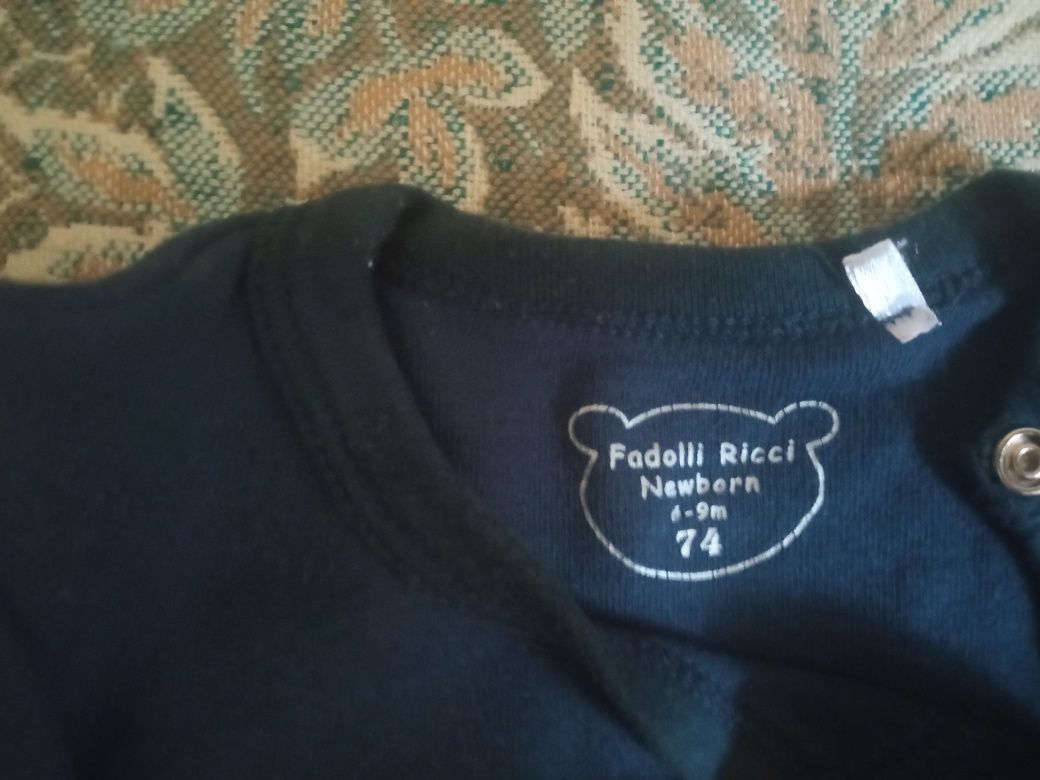 Fadolli Ricci
Newborn
6-9m
74